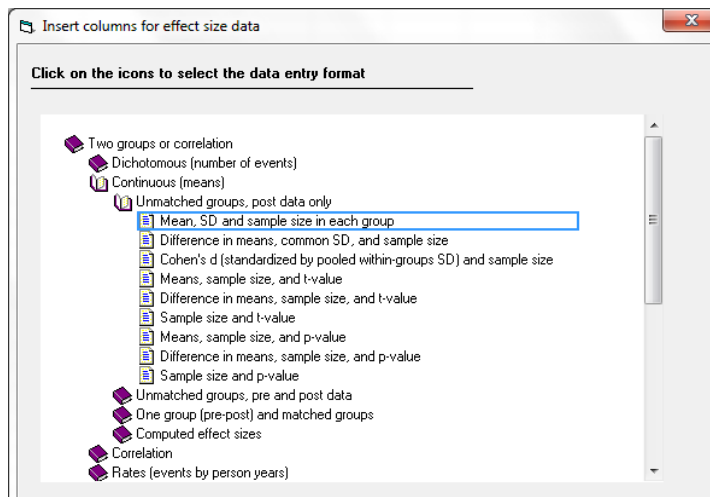 Insert columns for effect size data
Click on the icons to select the data entry format
Two groups or correlation
Dichotomous (number of events)
Continuous (means)
Unmatched groups, post data only
Mean, SD and sample size in each group
Difference in means, common SD, and sample size
Cohen's d (standardized by pooled within-groups SD) and sample size
Means, sample size, and t-value
Difference in means, sample size, and t-value
Sample size and t-value
Means, sample size, and p-value
Difference in means, sample size, and p-value
Sample size and p-value
Unmatched groups, pre and post data
One group (pre-post) and matched groups
Computed effect sizes
Correlation
Rates (events by person years)